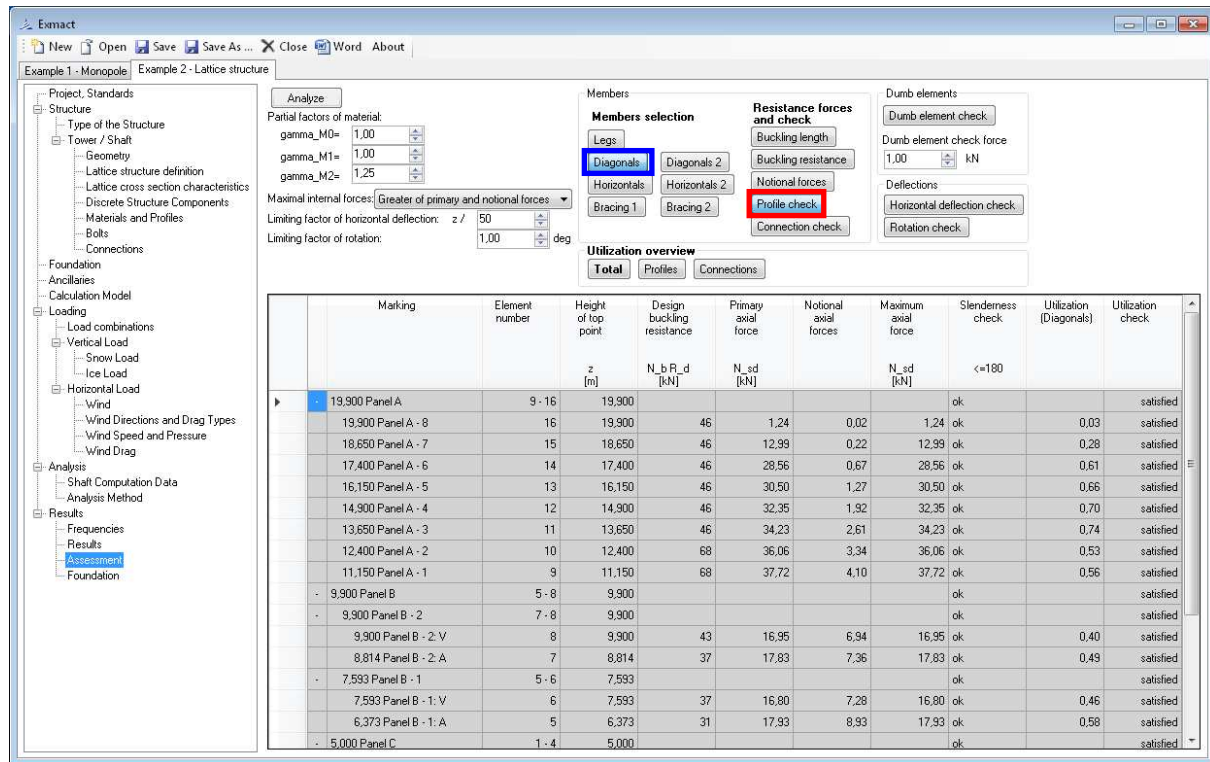 Exmact
New Open Save Save As ... Close Word About
Example 1 - Monopole Example 2 - Lattice structure
Project, Standards
Structure
Type of the Structure
Tower / Shaft
Geometry
Lattice structure definition
Lattice cross section characteristics
Discrete Structure Components
Materials and Profiles
Bolts
Connections
Foundation
Ancillaries
Calculation Model
Loading
Load combinations
Vertical Load
Snow Load
Ice Load
Horizontal Load
Wind
Wind Directions and Drag Types
Wind Speed and Pressure
Wind Drag
Analysis
Shaft Computation Data
Analysis Method
Results
Frequencies
Results
Assessment
Foundation
Analyze
Partial factors of material:
gamma_M0= 1,00
gamma_M1= 1,00
gamma_M2= 1,25
Maximal internal forces: Greater of primary and notional forces
Limiting factor of horizontal deflection: z / 50
Limiting factor of rotation: 1,00 deg
Members
Members selection
Legs
Diagonals Diagonals 2
Horizontals Horizontals 2
Bracing 1 Bracing 2
Resistance forces
and check
Buckling length
Buckling resistance
Notional forces
Profile check
Connection check
Dumb elements
Dumb element check
Dumb element check force
1,00 kN
Deflections
Horizontal deflection check
Rotation check
Utilization overview
Total Profiles Connections
Marking Element number Height of top point z [m] Design buckling resistance N_b R_d [kN] Primary axial force N_sd [kN] Notional axial forces Maximum axial force N_sd [kN] Slenderness check <=180 Utilization (Diagonals) Utilization check
19,900 Panel A 9 - 16 19,900 ok satisfied
19,900 Panel A - 8 16 19,900 46 1,24 0,02 1,24 ok 0,03 satisfied
18,650 Panel A - 7 15 18,650 46 12,99 0,22 12,99 ok 0,28 satisfied
17,400 Panel A - 6 14 17,400 46 28,56 0,67 28,56 ok 0,61 satisfied
16,150 Panel A - 5 13 16,150 46 30,50 1,27 30,50 ok 0,66 satisfied
14,900 Panel A - 4 12 14,900 46 32,35 1,92 32,35 ok 0,70 satisfied
13,650 Panel A - 3 11 13,650 46 34,23 2,61 34,23 ok 0,74 satisfied
12,400 Panel A - 2 10 12,400 68 36,06 3,34 36,06 ok 0,53 satisfied
11,150 Panel A - 1 9 11,150 68 37,72 4,10 37,72 ok 0,56 satisfied
9,900 Panel B 5 - 8 9,900 ok satisfied
9,900 Panel B - 2 7 - 8 9,900 ok satisfied
9,900 Panel B - 2: V 8 9,900 43 16,95 6,94 16,95 ok 0,40 satisfied
8,814 Panel B - 2: A 7 8,814 37 17,83 7,36 17,83 ok 0,49 satisfied
7,593 Panel B - 1 5 - 6 7,593 ok satisfied
7,593 Panel B - 1: V 6 7,593 37 16,80 7,28 16,80 ok 0,46 satisfied
6,373 Panel B - 1: A 5 6,373 31 17,93 8,93 17,93 ok 0,58 satisfied
5,000 Panel C 1 - 4 5,000 ok satisfied